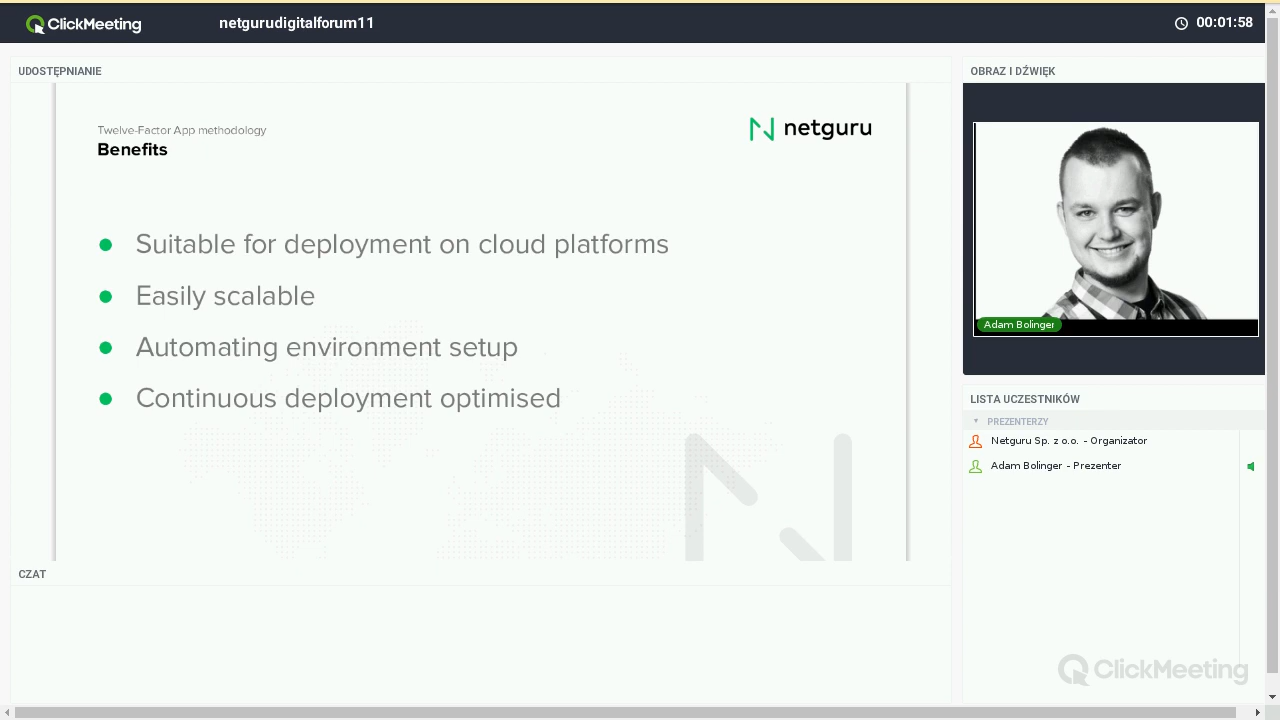 ClickMeeting
netgurudigitalforum11
00:01:58
UDOSTĘPNIANIE
Twelve-Factor App methodology
Benefits
netguru
Suitable for deployment on cloud platforms
Easily scalable
Automating environment setup
Continuous deployment optimised
CZAT
OBRAZ I DŹWIĘK
Adam Bolinger
LISTA UCZESTNIKÓW
PREZENTERZY
Netguru Sp. z o.o. - Organizator
Adam Bolinger - Prezenter
ClickMeeting